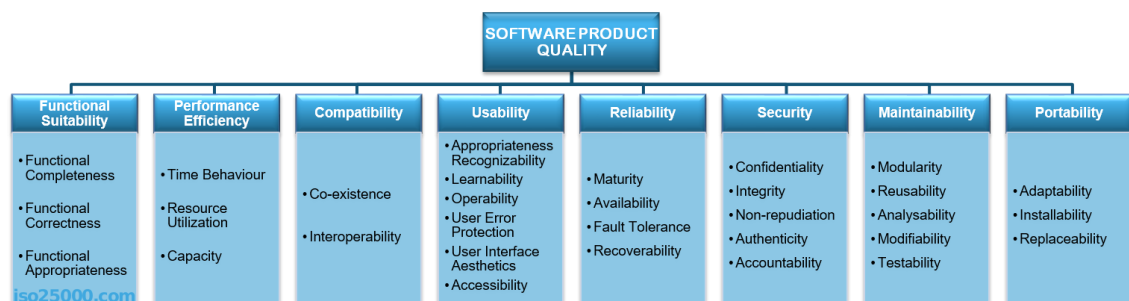 SOFTWARE PRODUCT
QUALITY
Functional
Suitability
• Functional
Completeness
• Functional
Correctness
• Functional
Appropriateness
Performance
Efficiency
• Time Behaviour
• Resource
Utilization
• Capacity
Compatibility
• Co-existence
• Interoperability
Usability
• Appropriateness
Recognizability
• Learnability
• Operability
• User Error
Protection
• User Interface
Aesthetics
• Accessibility
Reliability
• Maturity
• Availability
• Fault Tolerance
• Recoverability
Security
• Confidentiality
• Integrity
• Non-repudiation
• Authenticity
• Accountability
Maintainability
• Modularity
• Reusability
• Analysability
• Modifiability
• Testability
Portability
• Adaptability
• Installability
• Replaceability
iso25000.com